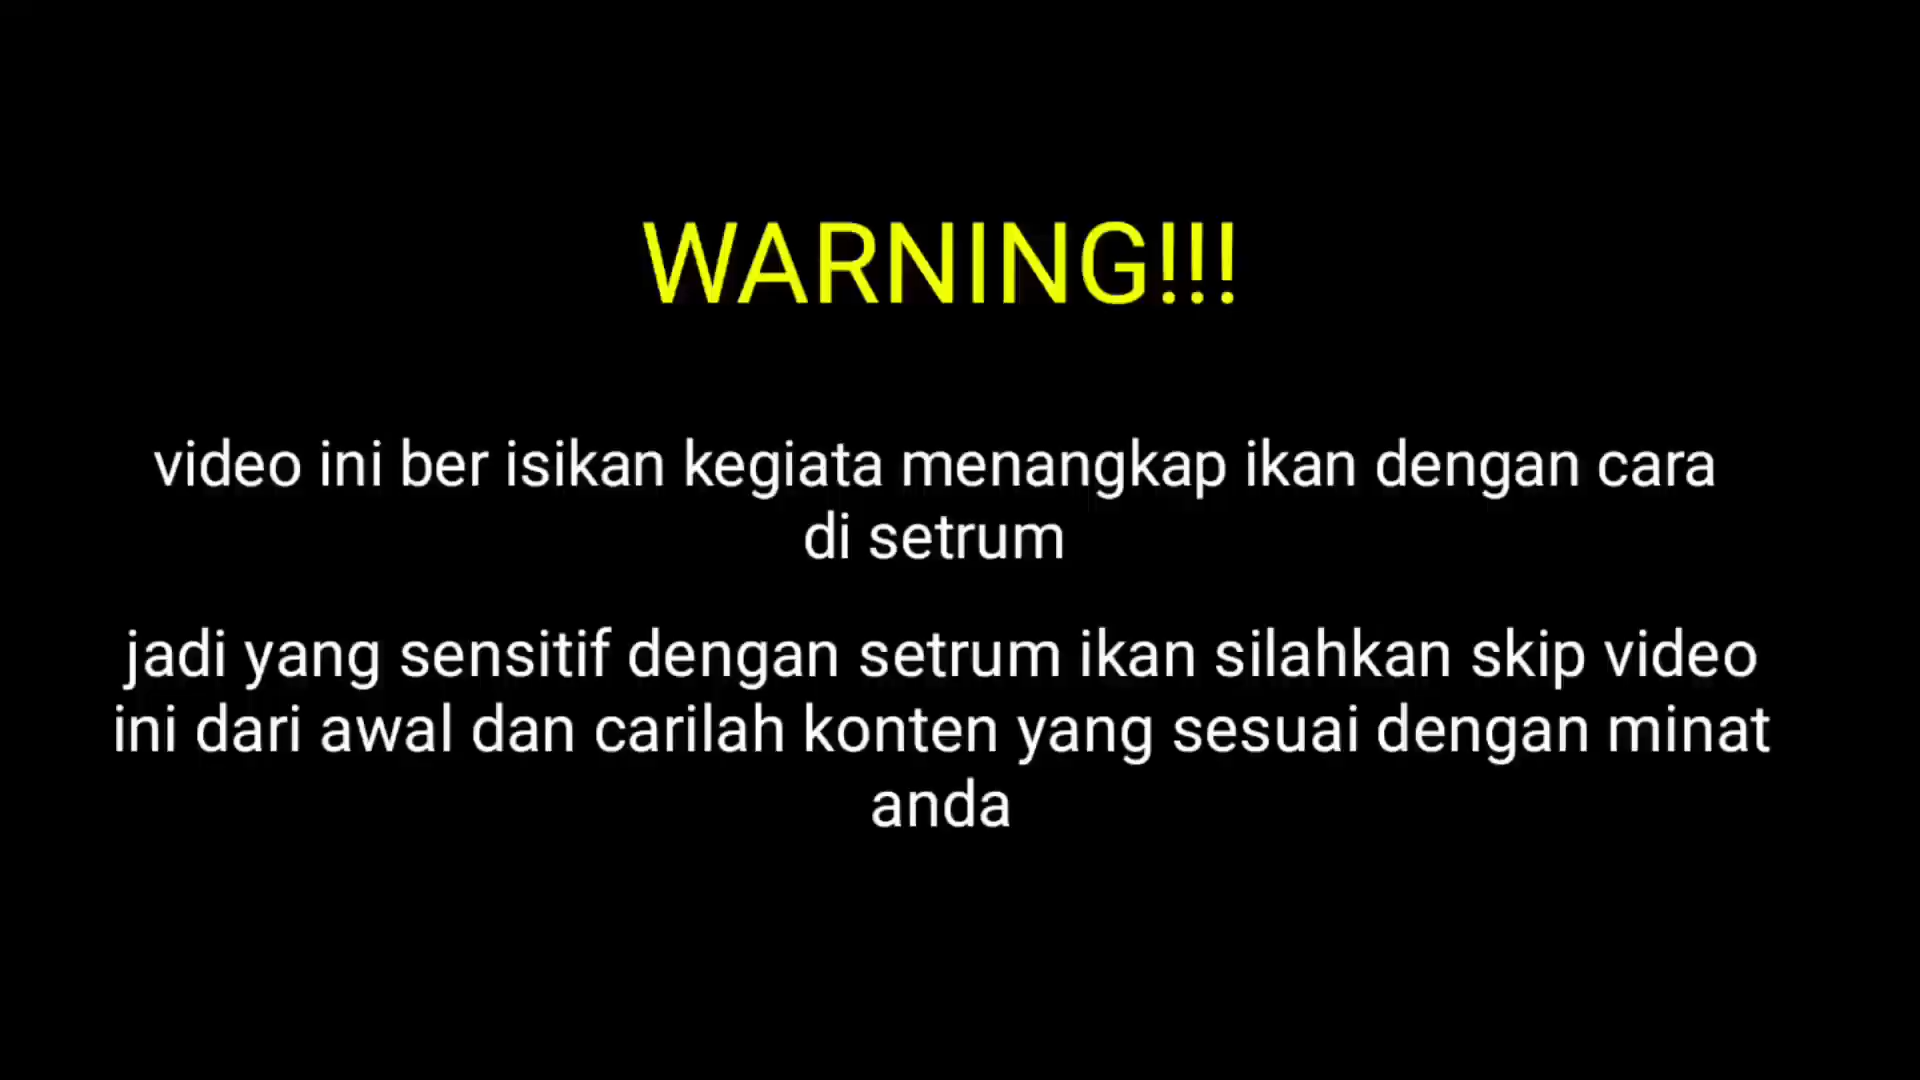 WARNING!!!
video ini ber isikan kegiata menangkap ikan dengan cara
di setrum
jadi yang sensitif dengan setrum ikan silahkan skip video
ini dari awal dan carilah konten yang sesuai dengan minat
anda